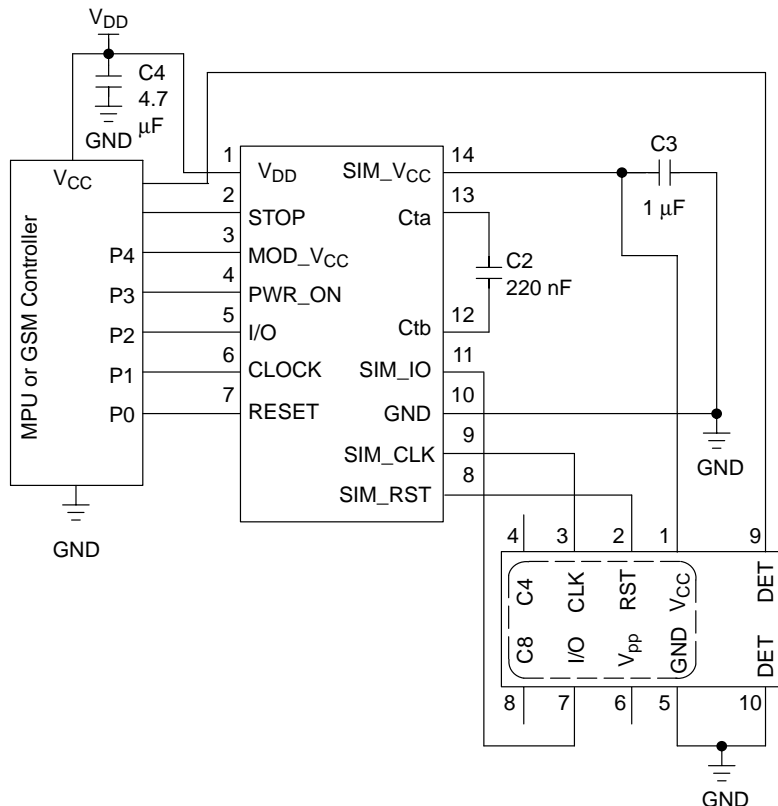 VDD
C4
4.7
μF
GND
VCC
MPU or GSM Controller
P4
P3
P2
P1
P0
GND
1
2
3
4
5
6
7
VDD
STOP
MOD_VCC
PWR_ON
I/O
CLOCK
RESET
SIM_VCC
Cta
Ctb
SIM_IO
GND
SIM_CLK
SIM_RST
14
13
12
11
10
9
8
C3
1 μF
C2
220 nF
GND
4 3 2 1 9
C4 CLK RST VCC DET
C8 I/O Vpp GND DET
8 7 6 5 10
GND